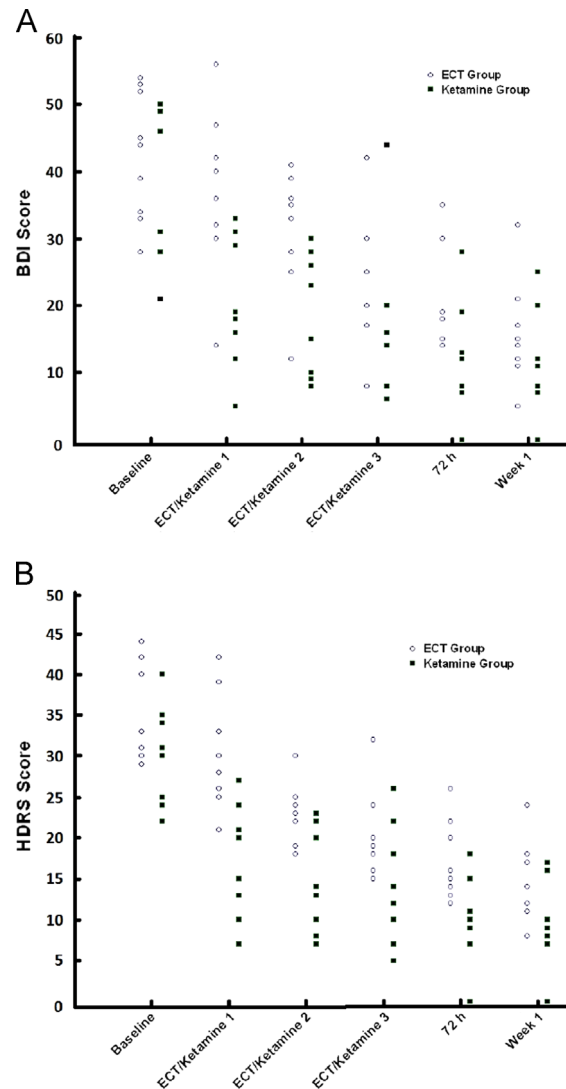 A
60
50
40
30
20
10
0
BDI Score
ECT Group
Ketamine Group
Baseline
ECT/Ketamine 1
ECT/Ketamine 2
ECT/Ketamine 3
72 h
Week 1
B
50
45
40
35
30
25
20
15
10
5
0
HDRS Score
ECT Group
Ketamine Group
Baseline
ECT/Ketamine 1
ECT/Ketamine 2
ECT/Ketamine 3
72 h
Week 1